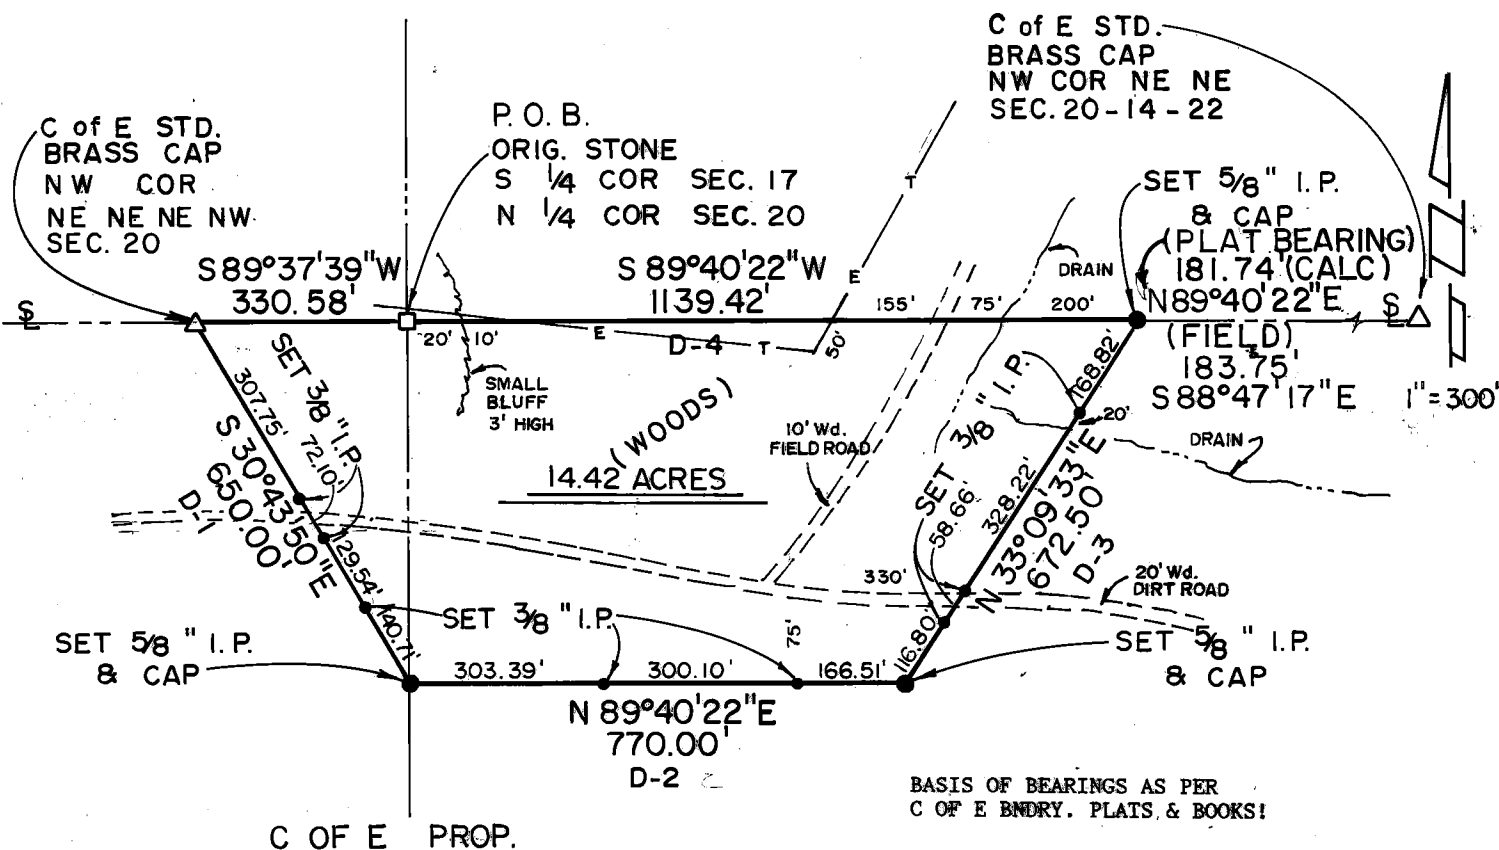 C of E STD.
BRASS CAP
NW COR NE NE
SEC. 20-14-22
C of E STD.
BRASS CAP
NW COR
NE NE NE NW
SEC. 20
P. O. B.
ORIG. STONE
S 1/4 COR SEC. 17
N 1/4 COR SEC. 20
SET 5/8" I.P.
& CAP
(PLAT BEARING)
181.74' (CALC)
N89°40'22"E
(FIELD)
183.75'
S88°47'17"E
1"=300'
S89°37'39"W
330.58'
S89°40'22"W
1139.42'
T
E
DRAIN
155'
75'
200'
SL
SL
20'
10'
E
D-4
T
50'
SMALL
BLUFF
3' HIGH
(WOODS)
14.42 ACRES
10' Wd.
FIELD ROAD
SET 3/8" I.P.
307.75'
72.10'
S 30°43'50"E
650.00'
D-1
129.54'
140.71'
SET 3/8" I.P.
168.82'
20'
DRAIN
328.22'
58.66'
N 33°09'33"E
672.50'
D-3
330'
20' Wd.
DIRT ROAD
116.80'
75'
SET 3/8" I.P.
SET 5/8" I.P.
& CAP
SET 5/8" I.P.
& CAP
303.39'
300.10'
166.51'
N 89°40'22"E
770.00'
D-2
BASIS OF BEARINGS AS PER
C OF E BNDRY. PLATS & BOOKS!
C OF E PROP.